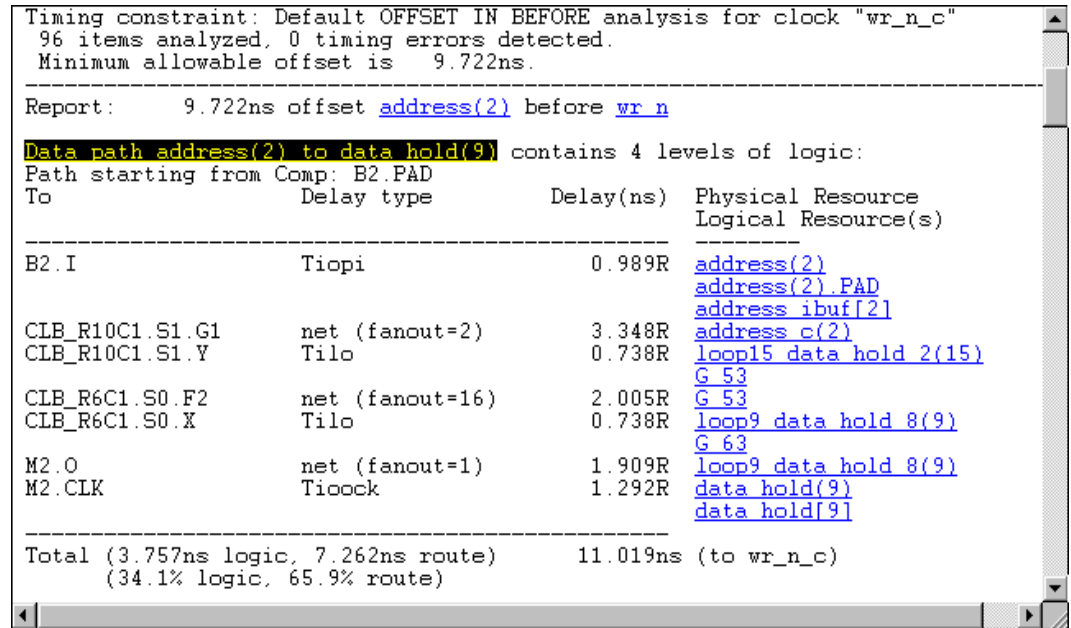 Timing constraint: Default OFFSET IN BEFORE analysis for clock "wr_n_c"
96 items analyzed, 0 timing errors detected.
Minimum allowable offset is 9.722ns.
--------------------------------------------------------------------------------
Report: 9.722ns offset address(2) before wr_n
Data path address(2) to data_hold(9) contains 4 levels of logic:
Path starting from Comp: B2.PAD
To Delay type Delay(ns) Physical Resource
Logical Resource(s)
------------------------------------------------- --------
B2.I Tiopi 0.989R address(2)
address(2).PAD
address_ibuf[2]
CLB_R10C1.S1.G1 net (fanout=2) 3.348R address_c(2)
CLB_R10C1.S1.Y Tilo 0.738R loop15_data_hold_2(15)
G_53
CLB_R6C1.S0.F2 net (fanout=16) 2.005R G_53
CLB_R6C1.S0.X Tilo 0.738R loop9_data_hold_8(9)
G_63
M2.O net (fanout=1) 1.909R loop9_data_hold_8(9)
M2.CLK Tioock 1.292R data_hold(9)
data_hold[9]
-------------------------------------------------
Total (3.757ns logic, 7.262ns route) 11.019ns (to wr_n_c)
(34.1% logic, 65.9% route)